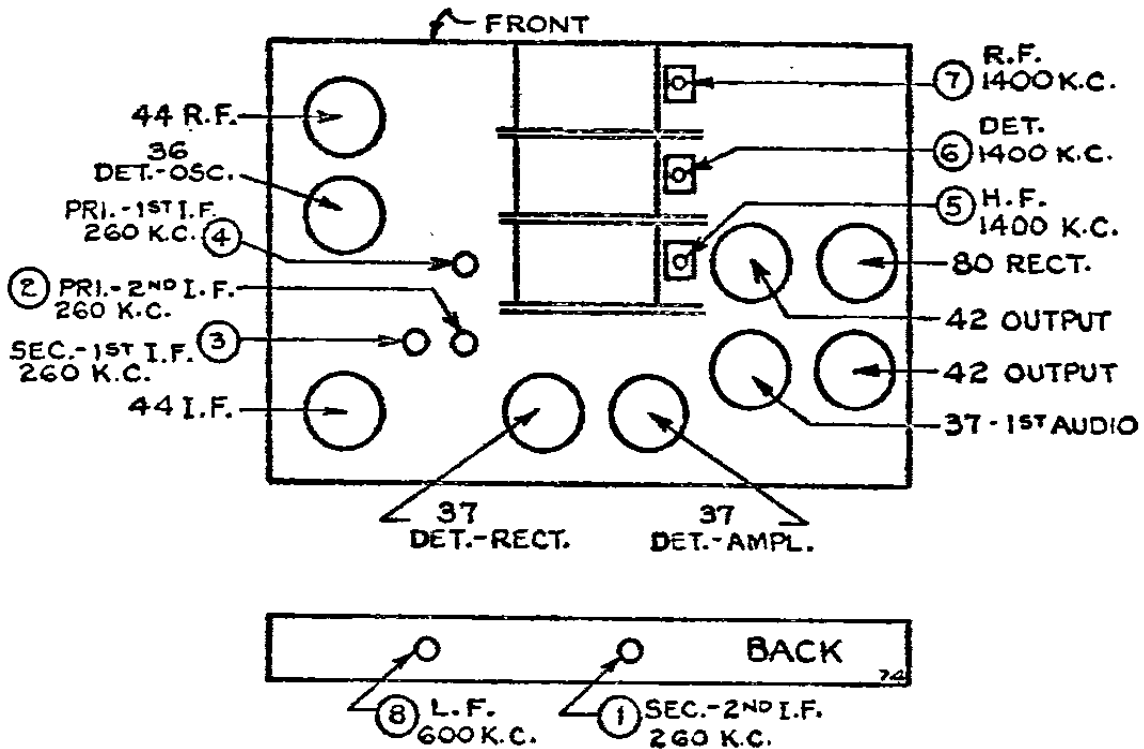 FRONT
44 R.F.
36
DET.-OSC.
PRI.-1ST I.F.
260 K.C. 4
2 PRI.-2ND I.F.
260 K.C.
SEC.-1ST I.F. 3
260 K.C.
44 I.F.
7 R.F.
1400 K.C.
6 DET.
1400 K.C.
5 H.F.
1400 K.C.
80 RECT.
42 OUTPUT
42 OUTPUT
37-1ST AUDIO
37
DET.-RECT.
37
DET.-AMPL.
BACK
74
8 L.F.
600 K.C.
1 SEC.-2ND I.F.
260 K.C.